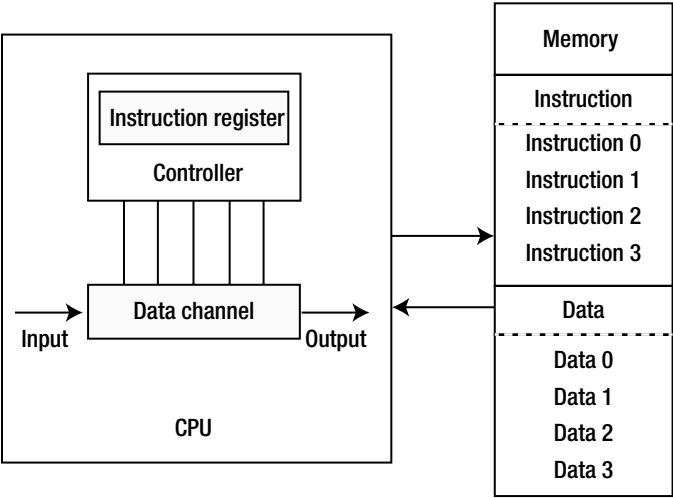 Instruction register
Controller
Data channel
Input
Output
CPU
Memory
Instruction
Instruction 0
Instruction 1
Instruction 2
Instruction 3
Data
Data 0
Data 1
Data 2
Data 3